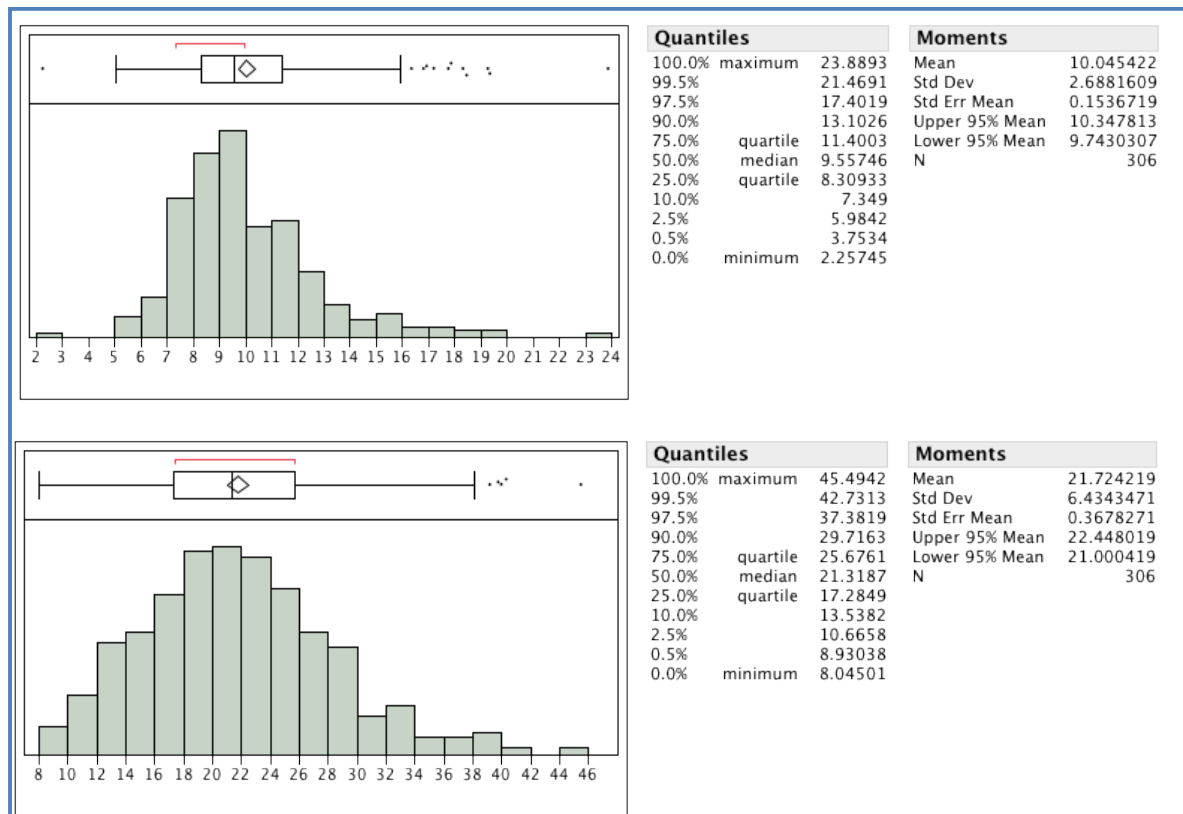 Quantiles
100.0% maximum 23.8893
99.5% 21.4691
97.5% 17.4019
90.0% 13.1026
75.0% quartile 11.4003
50.0% median 9.55746
25.0% quartile 8.30933
10.0% 7.349
2.5% 5.9842
0.5% 3.7534
0.0% minimum 2.25745
Moments
Mean 10.045422
Std Dev 2.6881609
Std Err Mean 0.1536719
Upper 95% Mean 10.347813
Lower 95% Mean 9.7430307
N 306
2 3 4 5 6 7 8 9 10 11 12 13 14 15 16 17 18 19 20 21 22 23 24
Quantiles
100.0% maximum 45.4942
99.5% 42.7313
97.5% 37.3819
90.0% 29.7163
75.0% quartile 25.6761
50.0% median 21.3187
25.0% quartile 17.2849
10.0% 13.5382
2.5% 10.6658
0.5% 8.93038
0.0% minimum 8.04501
Moments
Mean 21.724219
Std Dev 6.4343471
Std Err Mean 0.3678271
Upper 95% Mean 22.448019
Lower 95% Mean 21.000419
N 306
8 10 12 14 16 18 20 22 24 26 28 30 32 34 36 38 40 42 44 46